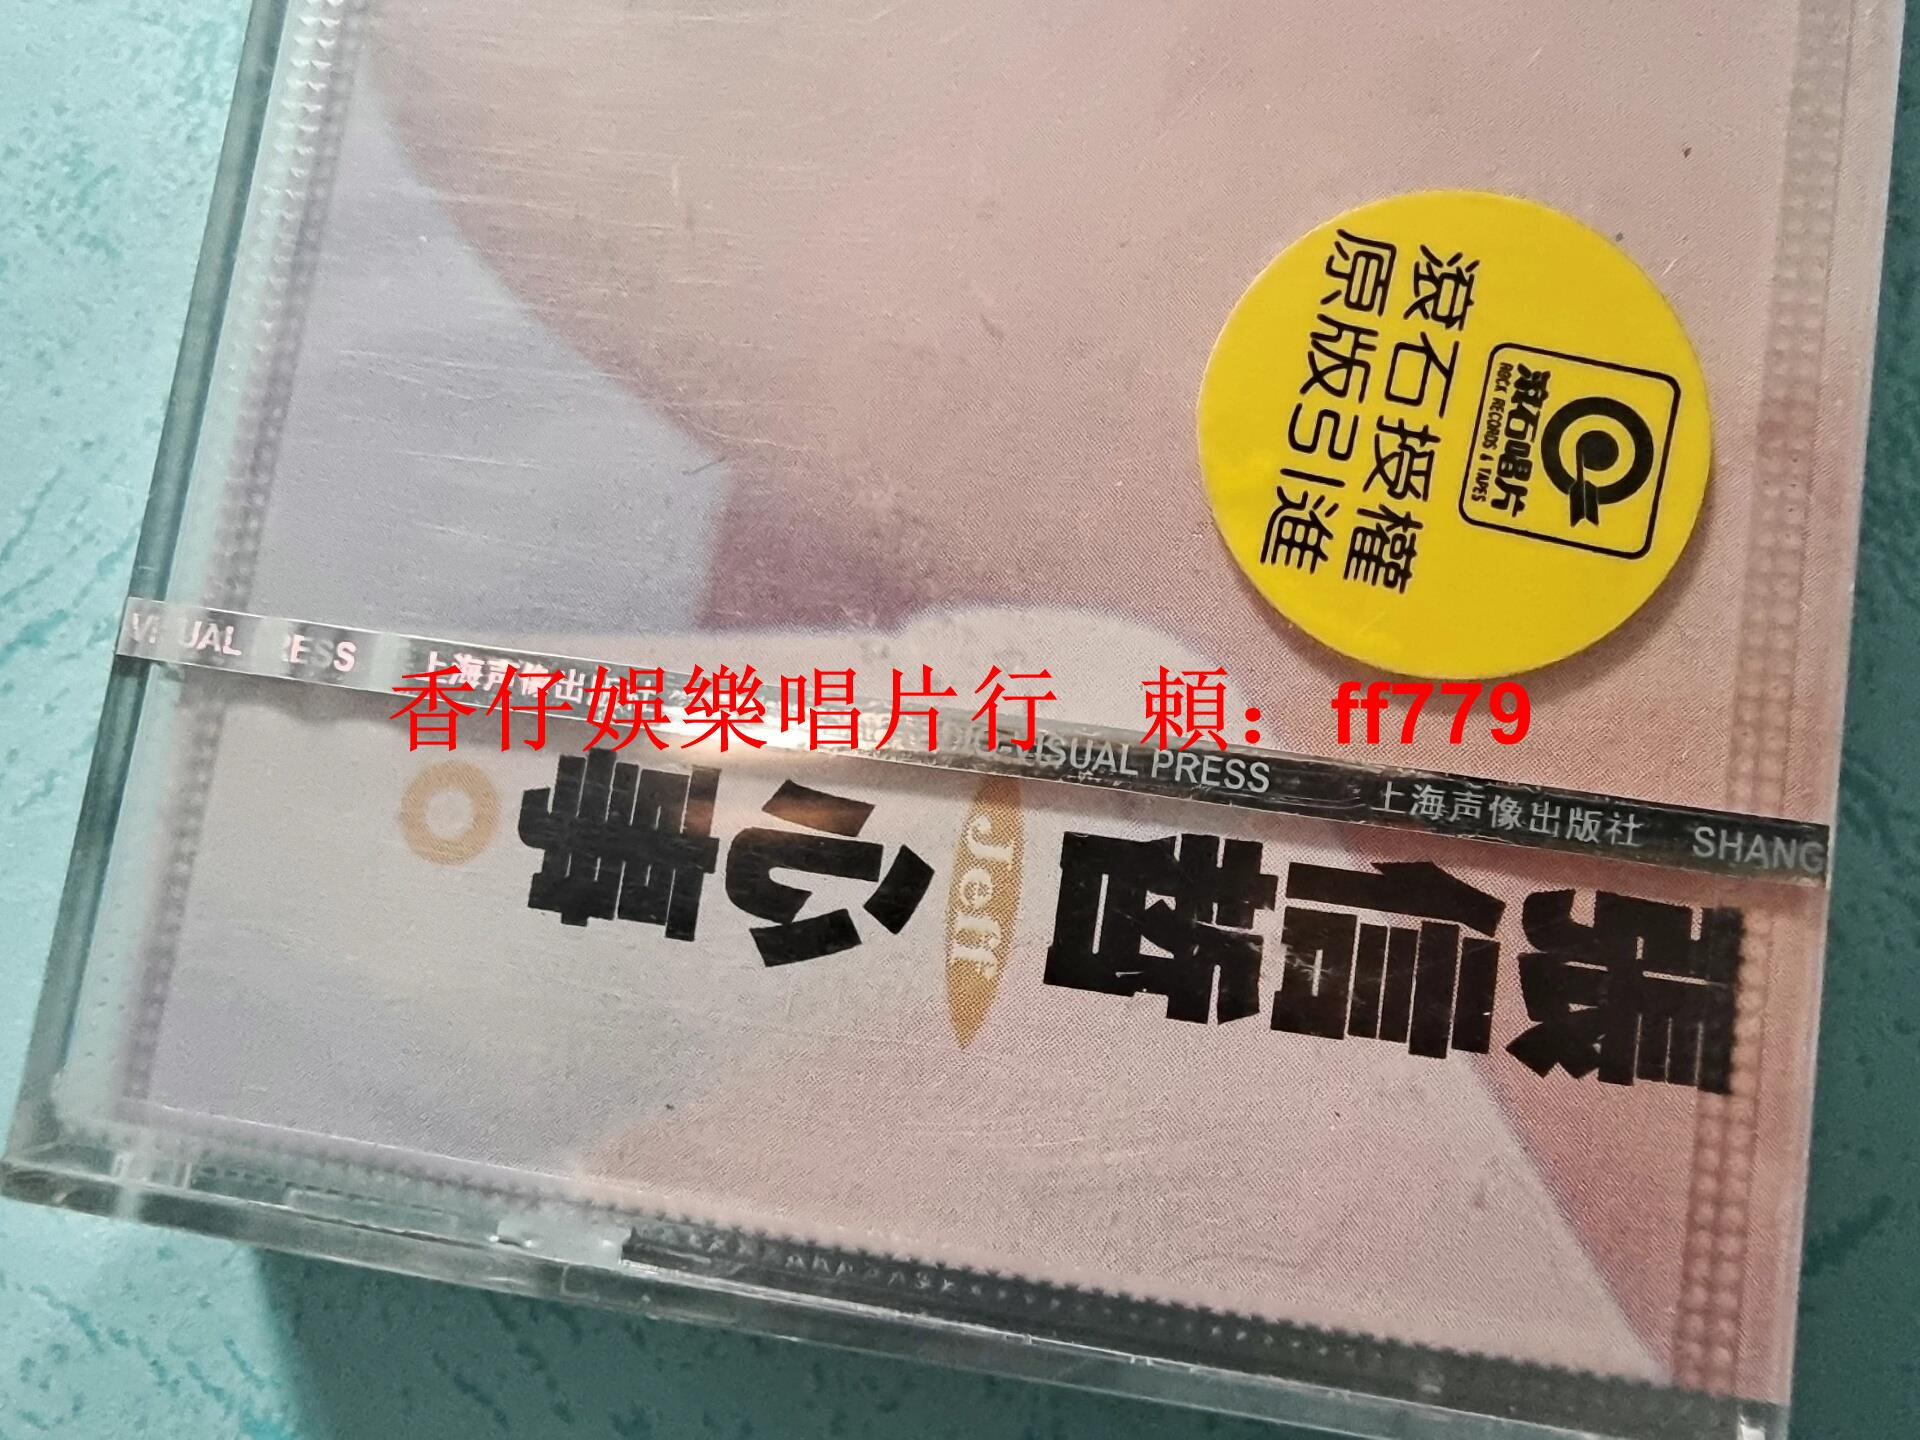 滾石唱片
ROCK RECORDS & TAPES
滾石授權
原版引進
VISUAL PRESS 上海声像出版社 VISUAL PRESS 上海声像出版社 SHANG
香仔娛樂唱片行 賴：ff779
張信哲
Jeff
心事